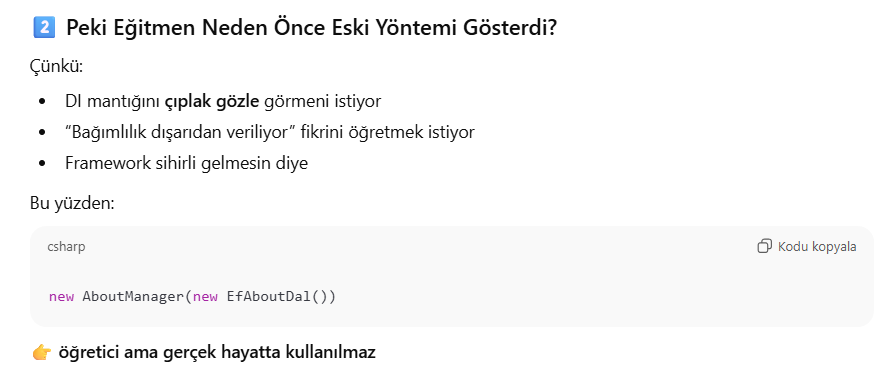 2 Peki Eğitmen Neden Önce Eski Yöntemi Gösterdi?
Çünkü:
• DI mantığını çıplak gözle görmeni istiyor
• “Bağımlılık dışarıdan veriliyor” fikrini öğretmek istiyor
• Framework sihirli gelmesin diye
Bu yüzden:
csharp
Kodu kopyala
new AboutManager(new EfAboutDal())
👉 öğretici ama gerçek hayatta kullanılmaz